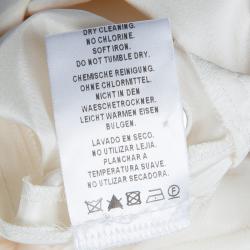 DRY CLEANING.
NO CHLORINE.
SOFT IRON.
DO NOT TUMBLE DRY.
CHEMISCHE REINIGUNG.
OHNE CHLORMITTEL.
NICHT IN DEN
WAESCHETROCKNER.
LEICHT WARMEN EISEN
BULGEN.
LAVADO EN SECO.
NO UTILIZAR LEJIA.
PLANCHAR A
TEMPERATURA SUAVE.
NO UTILIZAR SECADORA.
P